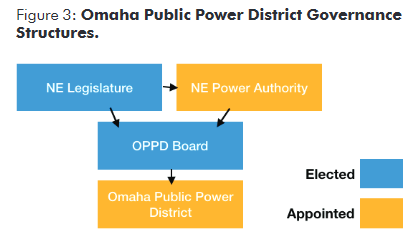 Figure 3: Omaha Public Power District Governance
Structures.
NE Legislature
NE Power Authority
OPPD Board
Omaha Public Power
District
Elected
Appointed